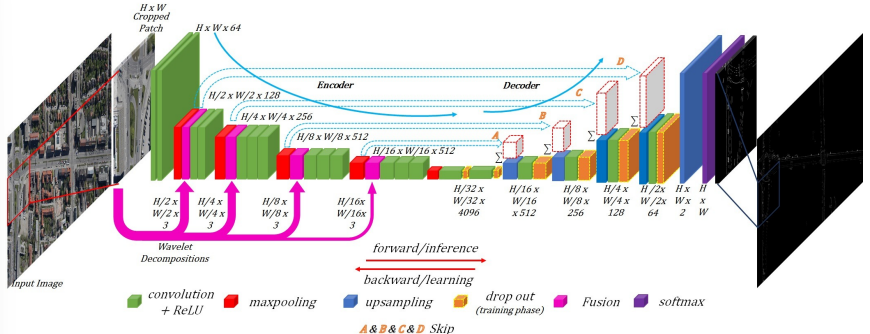 H x W
Cropped
Patch
H x W x 64
Encoder
Decoder
D
C
B
A
H/2 x W/2 x 128
H/4 x W/4 x 256
H/8 x W/8 x 512
H/16 x W/16 x 512
Σ
Σ
Σ
Σ
H/2 x
W/2 x
3
H/4 x
W/4 x
3
H/8 x
W/8 x
3
H/16x
W/16x
3
H/32 x
W/32 x
4096
H/16 x
W/16
x 512
H/8 x
W/8 x
256
H/4 x
W/4 x
128
H /2x
W /2x
64
H
x
W
x
2
H
x
W
Wavelet
Decompositions
Input Image
forward/inference
backward/learning
convolution
+ ReLU
maxpooling
upsampling
drop out
(training phase)
Fusion
softmax
A & B & C & D Skip